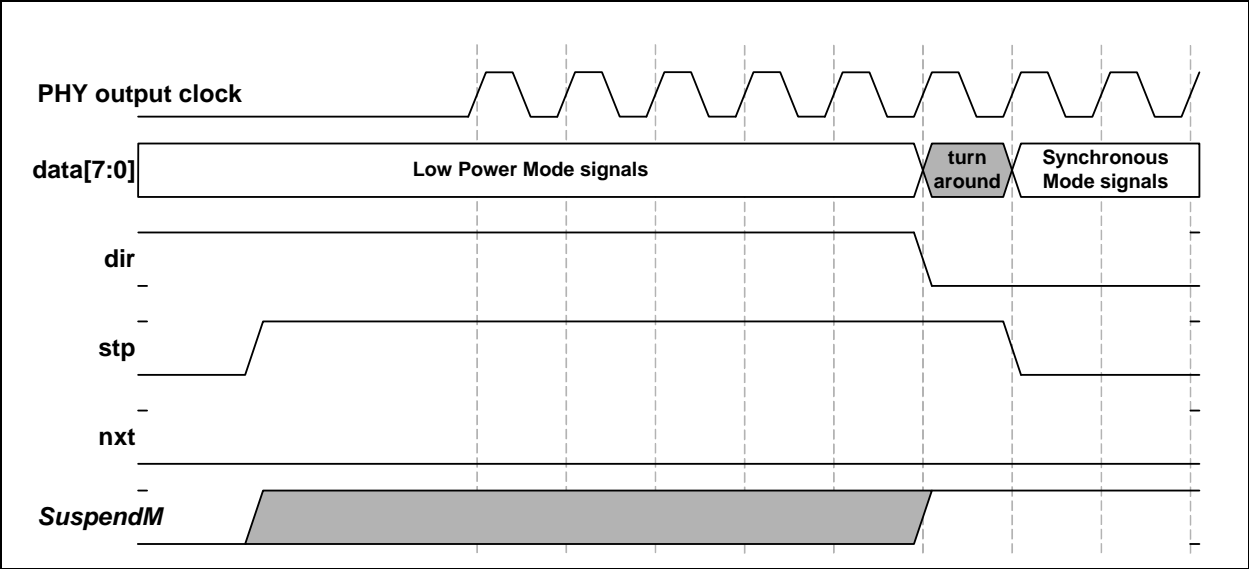 PHY output clock
data[7:0]
Low Power Mode signals
turn
around
Synchronous
Mode signals
dir
stp
nxt
SuspendM